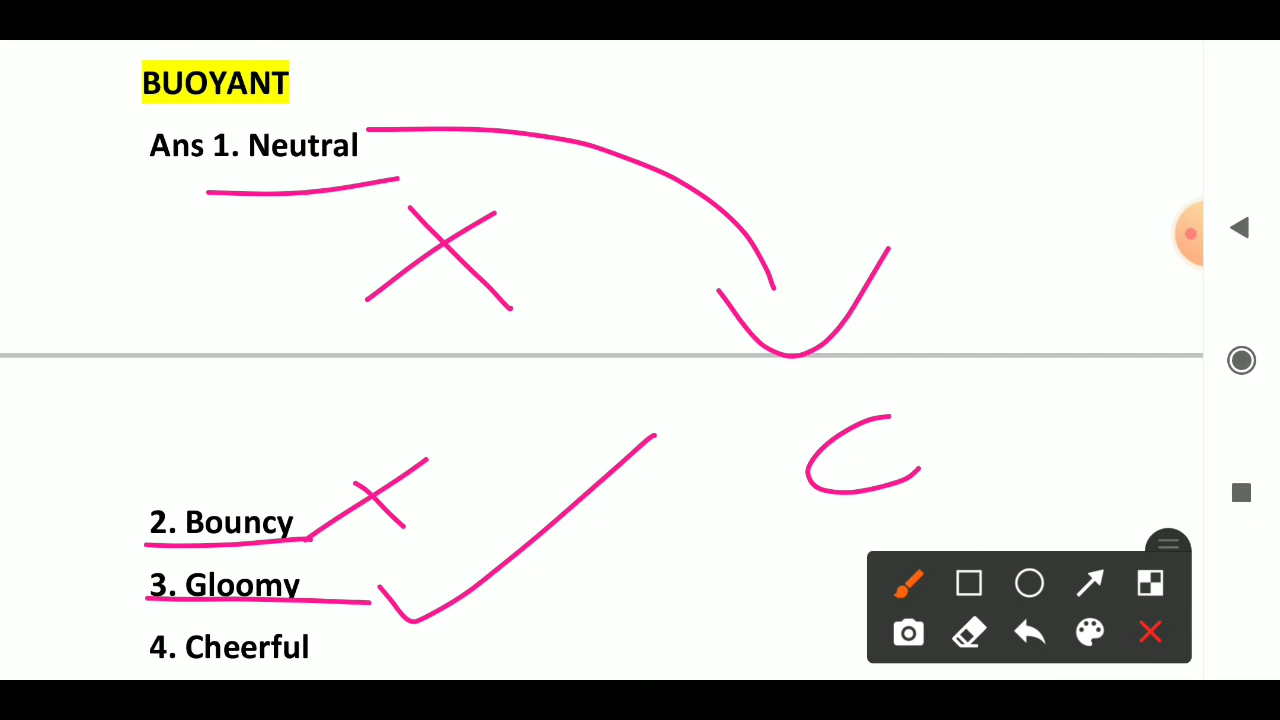 BUOYANT
Ans 1. Neutral
2. Bouncy
3. Gloomy
4. Cheerful